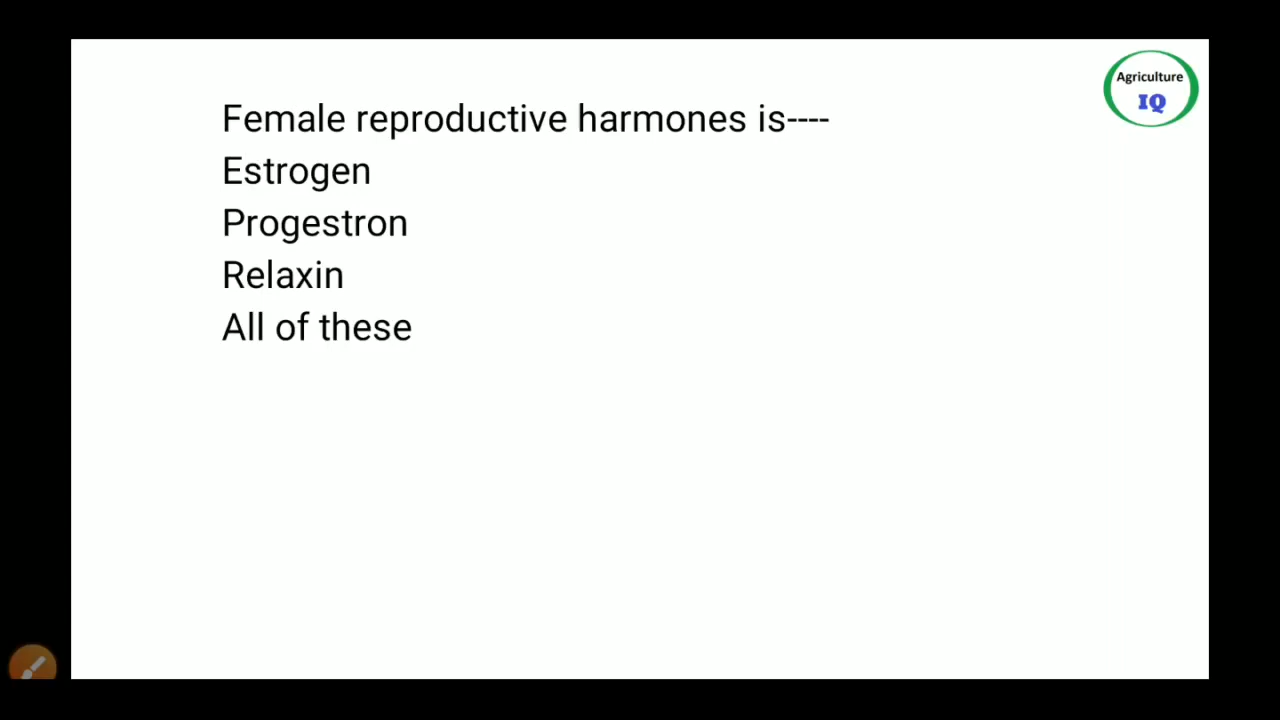 Agriculture
IQ
Female reproductive harmones is----
Estrogen
Progestron
Relaxin
All of these